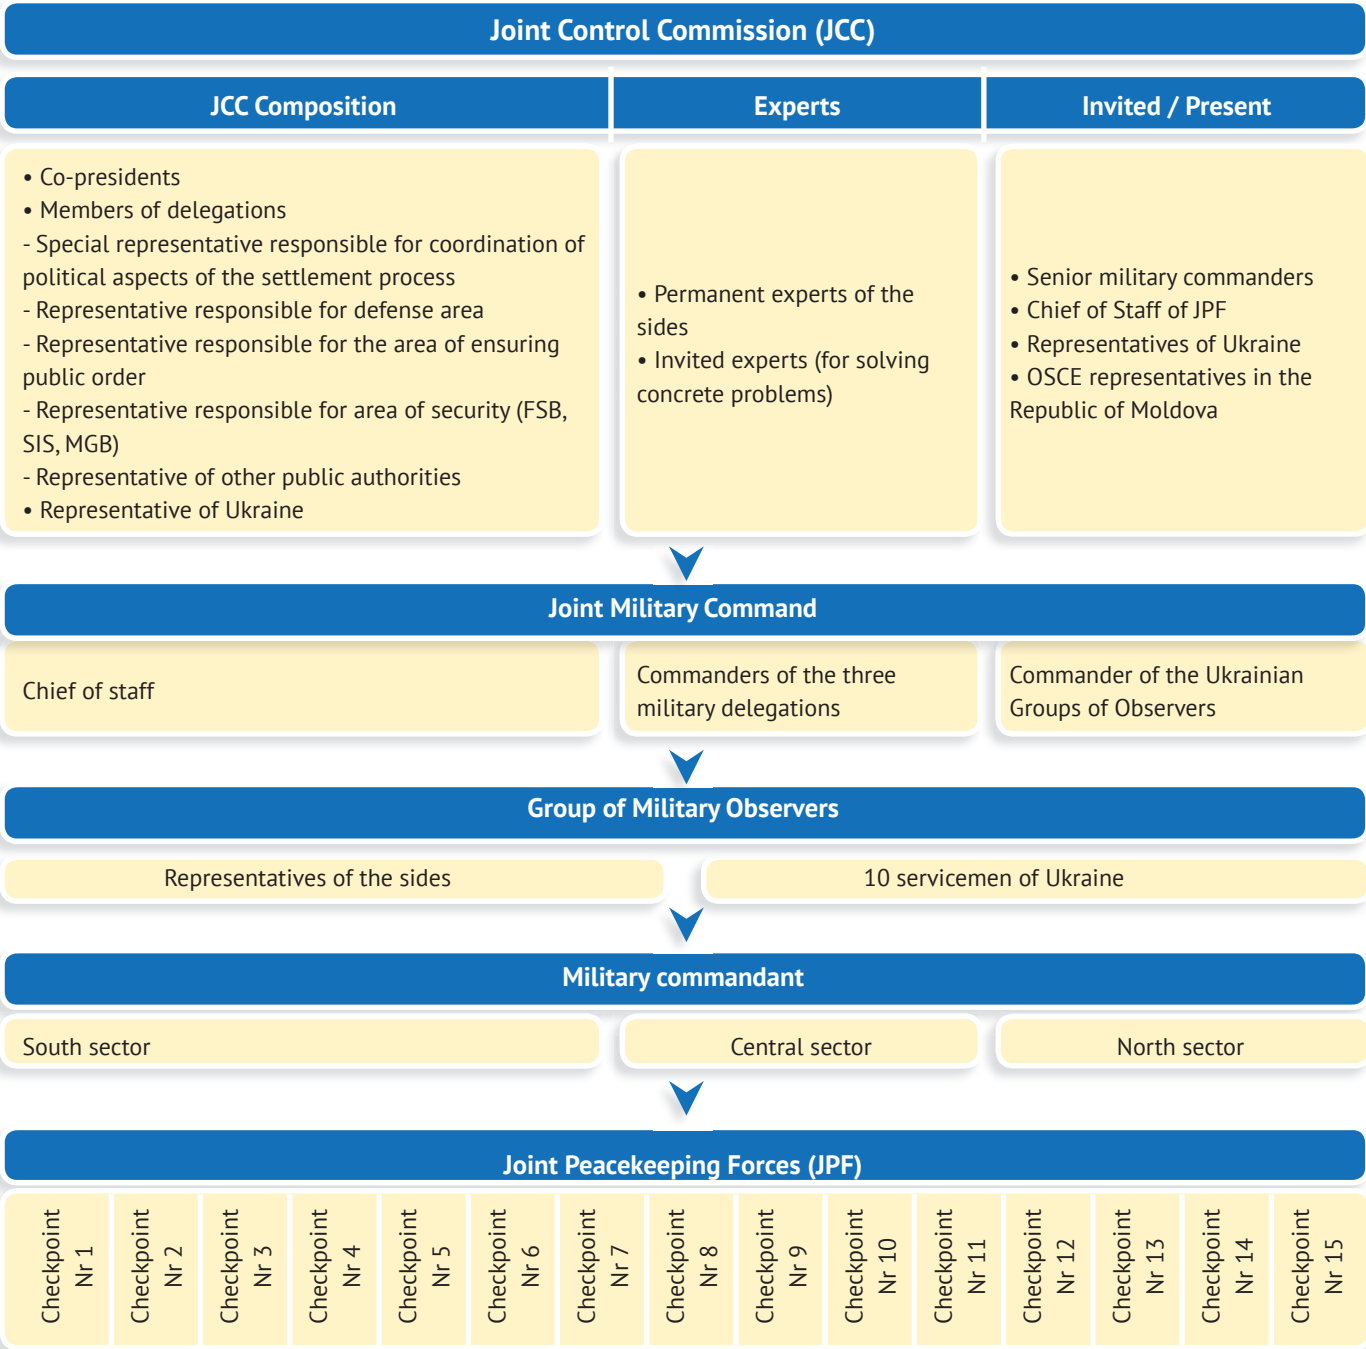 Joint Control Commission (JCC)
JCC Composition
Experts
Invited / Present
• Co-presidents
• Members of delegations
- Special representative responsible for coordination of
political aspects of the settlement process
- Representative responsible for defense area
- Representative responsible for the area of ensuring
public order
- Representative responsible for area of security (FSB,
SIS, MGB)
- Representative of other public authorities
• Representative of Ukraine
• Permanent experts of the
sides
• Invited experts (for solving
concrete problems)
• Senior military commanders
• Chief of Staff of JPF
• Representatives of Ukraine
• OSCE representatives in the
Republic of Moldova
Joint Military Command
Chief of staff
Commanders of the three
military delegations
Commander of the Ukrainian
Groups of Observers
Group of Military Observers
Representatives of the sides
10 servicemen of Ukraine
Military commandant
South sector
Central sector
North sector
Joint Peacekeeping Forces (JPF)
Checkpoint
Nr 1
Checkpoint
Nr 2
Checkpoint
Nr 3
Checkpoint
Nr 4
Checkpoint
Nr 5
Checkpoint
Nr 6
Checkpoint
Nr 7
Checkpoint
Nr 8
Checkpoint
Nr 9
Checkpoint
Nr 10
Checkpoint
Nr 11
Checkpoint
Nr 12
Checkpoint
Nr 13
Checkpoint
Nr 14
Checkpoint
Nr 15